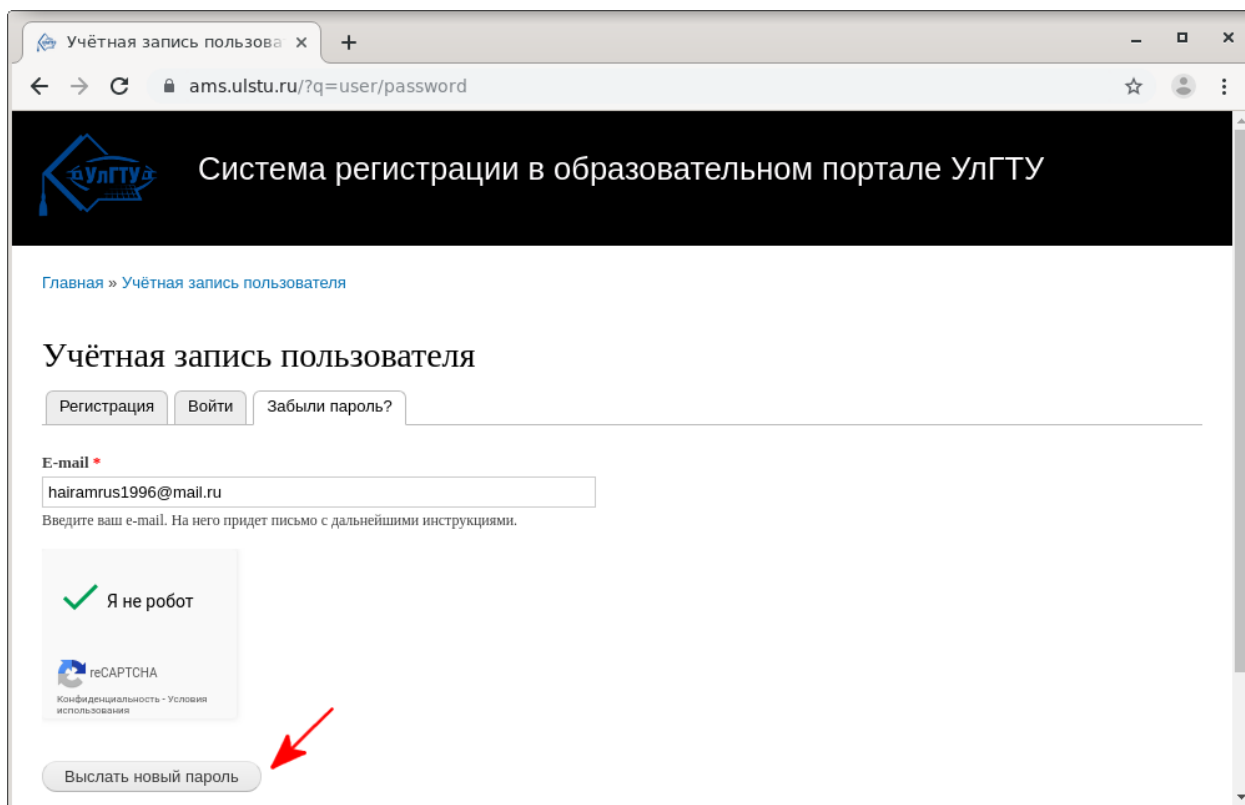 Учётная запись пользова
ams.ulstu.ru/?q=user/password
УлГТУ
Система регистрации в образовательном портале УлГТУ
Главная » Учётная запись пользователя
Учётная запись пользователя
Регистрация Войти Забыли пароль?
E-mail *
hairamrus1996@mail.ru
Введите ваш e-mail. На него придет письмо с дальнейшими инструкциями.
Я не робот
reCAPTCHA
Конфиденциальность - Условия
использования
Выслать новый пароль